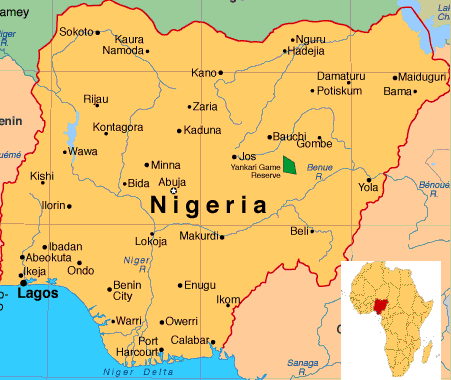 amey
Sokoto
Kaura
Namoda
Nguru
Hadejia
Kano
Damaturu
Potiskum
Maiduguri
Bama
Rijau
Zaria
Kontagora
Kaduna
Bauchi
Gombe
enin
Wawa
Minna
Jos
Yankari Game
Reserve
Benue
R.
Kishi
Bida
Abuja
Yola
Bénoué
R.
Ilorin
Nigeria
Lokoja
Makurdi
Beli
Ibadan
Abeokuta
Ikeja
Ondo
Niger
R
Lagos
Benin
City
Enugu
Ikom
Warri
Owerri
Port
Harcourt
Calabar
Niger Delta
Sanaga
R.